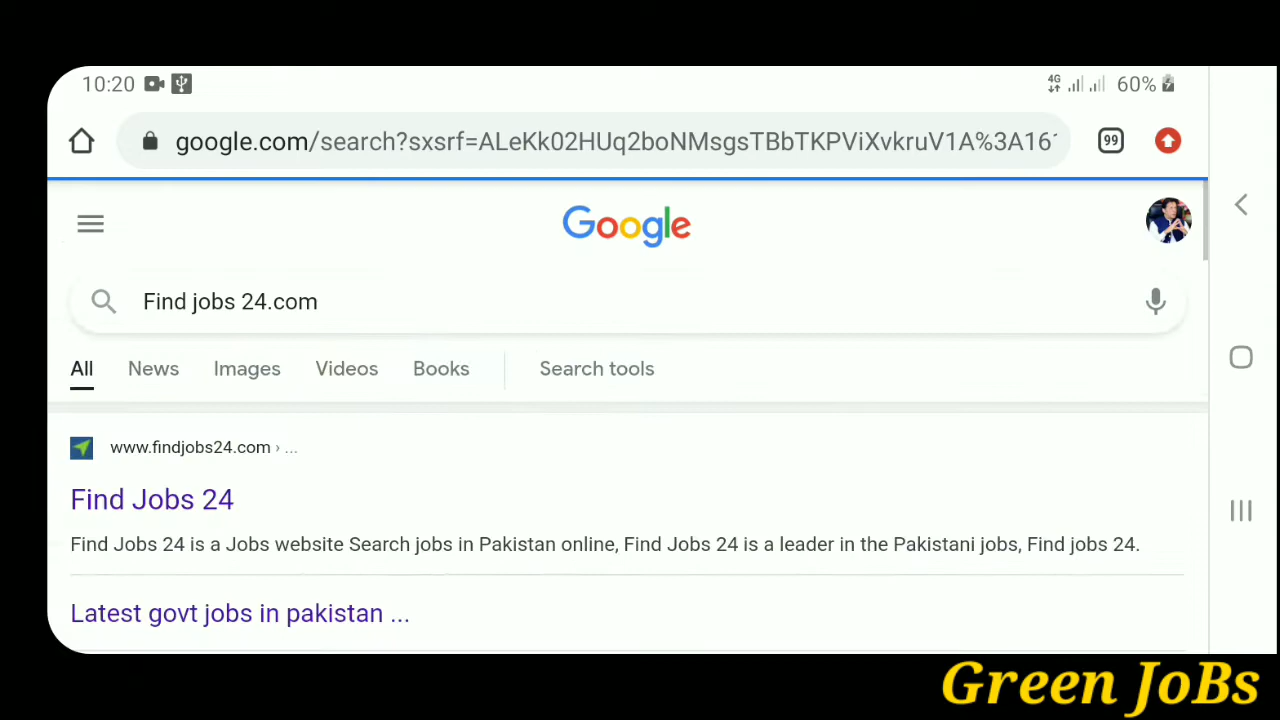 10:20 4G 60%
google.com/search?sxsrf=ALeKk02HUq2boNMsgsTBbTKPViXvkruV1A%3A16 99
Google
Find jobs 24.com
All News Images Videos Books Search tools
www.findjobs24.com › ...
Find Jobs 24
Find Jobs 24 is a Jobs website Search jobs in Pakistan online, Find Jobs 24 is a leader in the Pakistani jobs, Find jobs 24.
Latest govt jobs in pakistan ...
Green JoBs